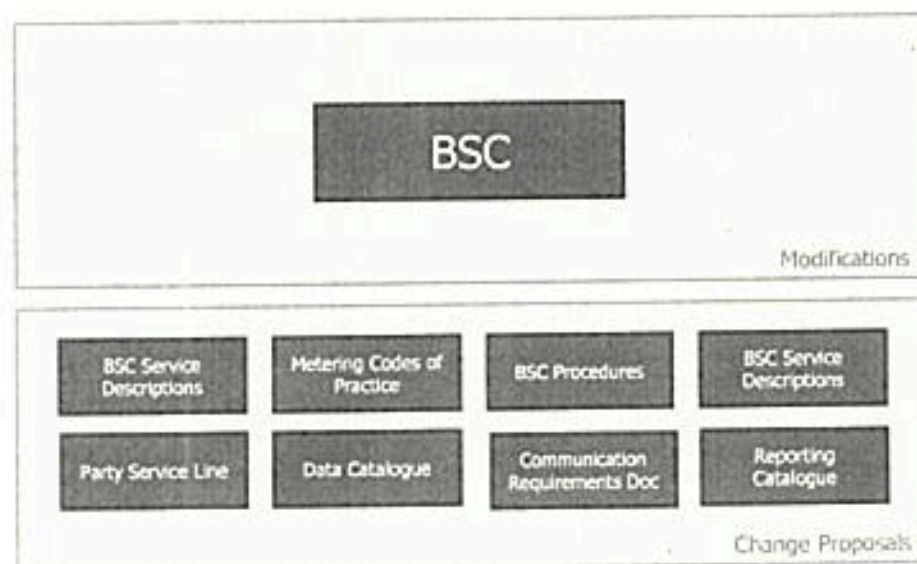 BSC
Modifications
BSC Service
Descriptions
Metering Codes of
Practice
BSC Procedures
BSC Service
Descriptions
Party Service Line
Data Catalogue
Communication
Requirements Doc
Reporting
Catalogue
Change Proposals